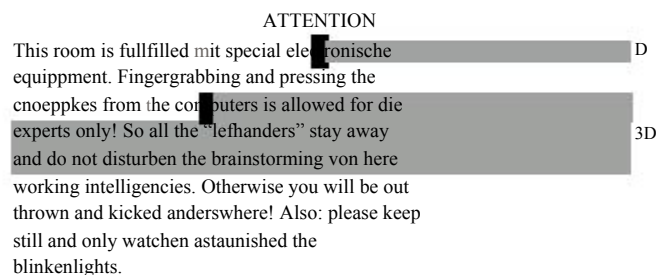 ATTENTION
This room is fullfilled mit special electronische D
equippment. Fingergrabbing and pressing the
cnoeppkes from the computers is allowed for die
experts only! So all the “lefhanders” stay away 3D
and do not disturben the brainstorming von here
working intelligencies. Otherwise you will be out
thrown and kicked anderswhere! Also: please keep
still and only watchen astaunished the
blinkenlights.